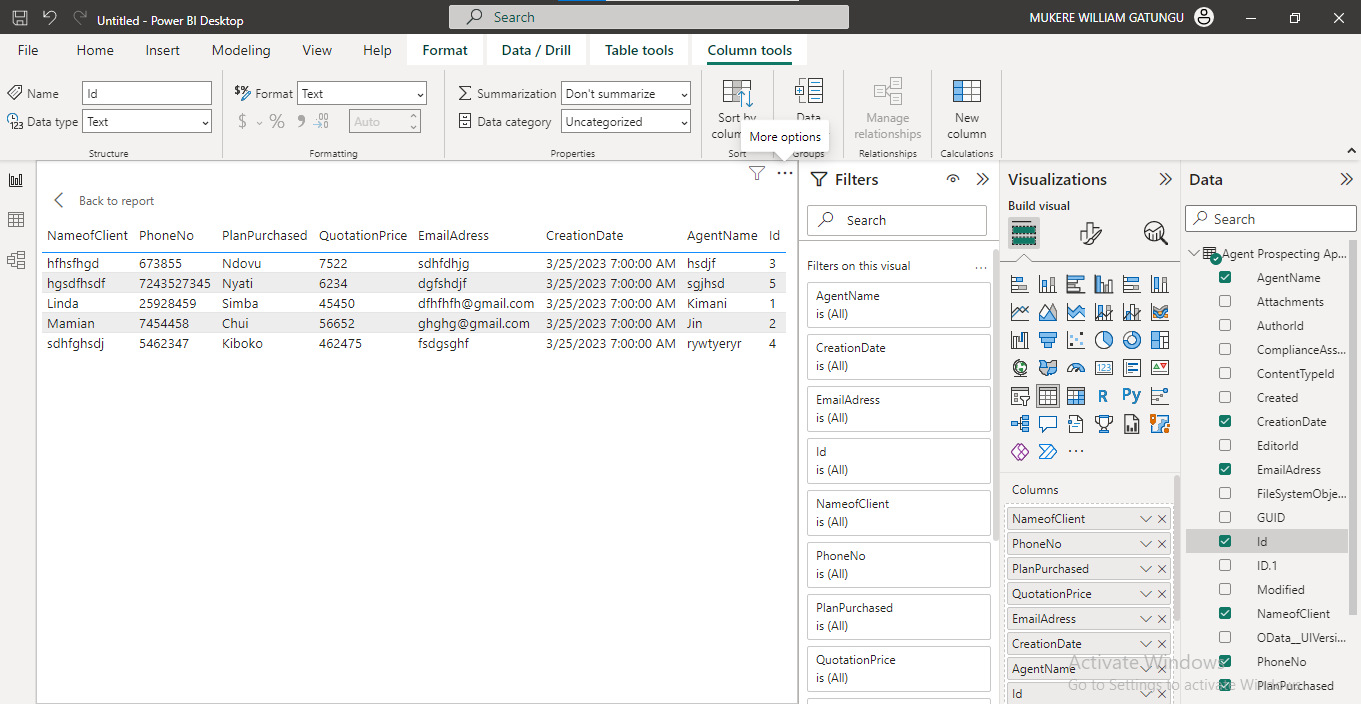 Untitled - Power BI Desktop
Search
MUKERE WILLIAM GATUNGU
File Home Insert Modeling View Help Format Data / Drill Table tools Column tools
Name Id
Data type Text
Structure
$% Format Text
$ % 9 .00 Auto
Formatting
Summarization Don't summarize
Data category Uncategorized
Properties
Sort by
colum
Sort
Data
Groups
Manage
relationships
Relationships
New
column
Calculations
More options
Back to report
NameofClient PhoneNo PlanPurchased QuotationPrice EmailAdress CreationDate AgentName Id
hfhsfhgd 673855 Ndovu 7522 sdhfdhjg 3/25/2023 7:00:00 AM hsdjf 3
hgsdfhsdf 7243527345 Nyati 6234 dgfshdjf 3/25/2023 7:00:00 AM sgjhsd 5
Linda 25928459 Simba 45450 dfhfhfh@gmail.com 3/25/2023 7:00:00 AM Kimani 1
Mamian 7454458 Chui 56652 ghghg@gmail.com 3/25/2023 7:00:00 AM Jin 2
sdhfghsdj 5462347 Kiboko 462475 fsdgsghf 3/25/2023 7:00:00 AM rywtyeryr 4
Filters
Search
Filters on this visual ...
AgentName
is (All)
CreationDate
is (All)
EmailAdress
is (All)
Id
is (All)
NameofClient
is (All)
PhoneNo
is (All)
PlanPurchased
is (All)
QuotationPrice
is (All)
Visualizations
Build visual
123
R Py
...
Columns
NameofClient
PhoneNo
PlanPurchased
QuotationPrice
EmailAdress
CreationDate
AgentName
Id
Data
Search
Agent Prospecting Ap...
AgentName
Attachments
AuthorId
ComplianceAss...
ContentTypeId
Created
CreationDate
EditorId
EmailAdress
FileSystemObje...
GUID
Id
ID.1
Modified
NameofClient
OData__UIVersi...
PhoneNo
PlanPurchased
Activate Windows
Go to Settings to activate Windows.